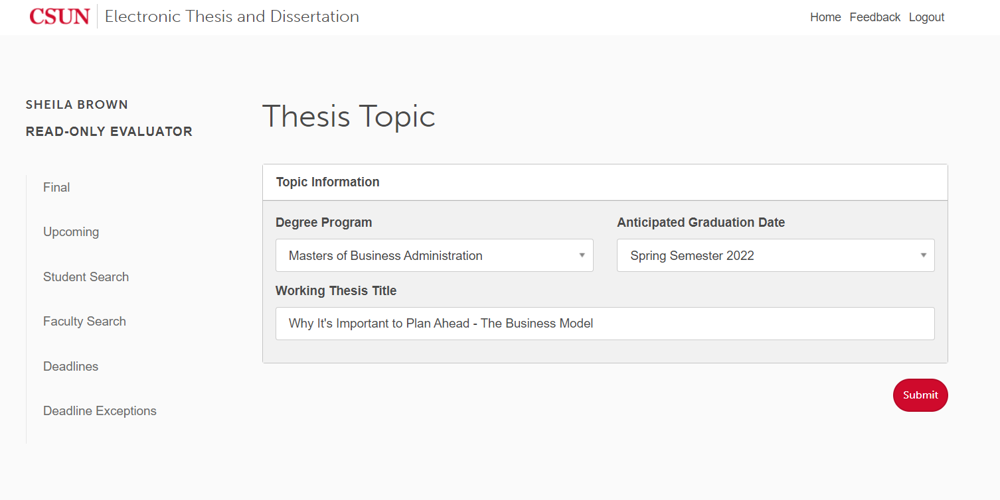 CSUN Electronic Thesis and Dissertation
Home Feedback Logout
SHEILA BROWN
READ-ONLY EVALUATOR
Final
Upcoming
Student Search
Faculty Search
Deadlines
Deadline Exceptions
Thesis Topic
Topic Information
Degree Program Anticipated Graduation Date
Masters of Business Administration Spring Semester 2022
Working Thesis Title
Why It's Important to Plan Ahead - The Business Model
Submit